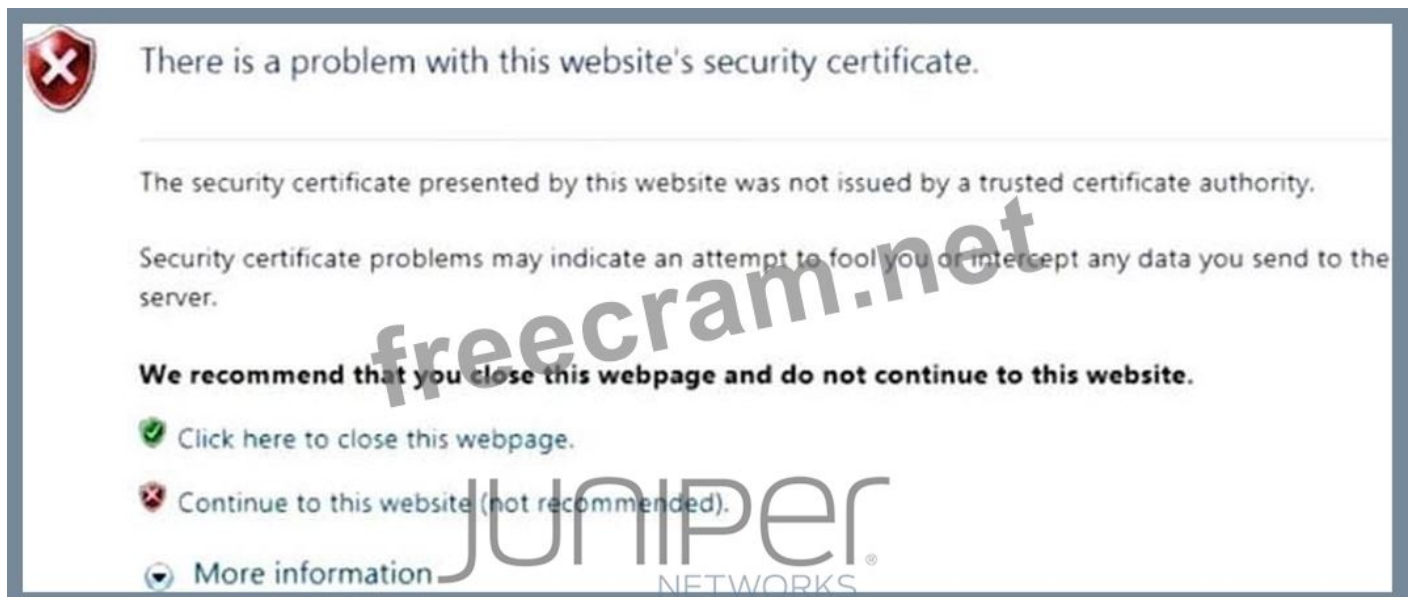 There is a problem with this website's security certificate.
The security certificate presented by this website was not issued by a trusted certificate authority.
Security certificate problems may indicate an attempt to fool you or intercept any data you send to the
server.
freecram.net
We recommend that you close this webpage and do not continue to this website.
Click here to close this webpage.
Continue to this website (not recommended).
More information
JUNIPER
NETWORKS
®